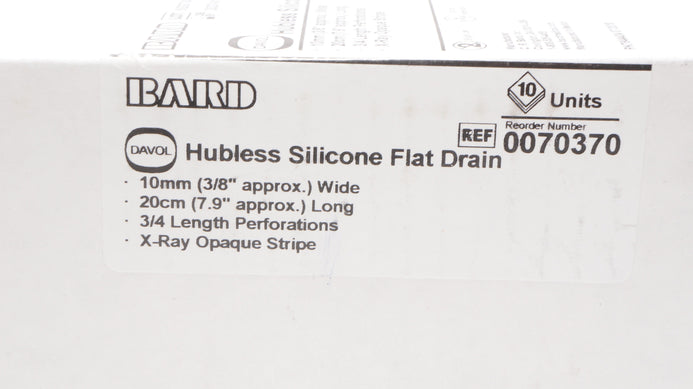 BARD
10 Units
Reorder Number
REF 0070370
DAVOL Hubless Silicone Flat Drain
· 10mm (3/8" approx.) Wide
· 20cm (7.9" approx.) Long
· 3/4 Length Perforations
· X-Ray Opaque Stripe